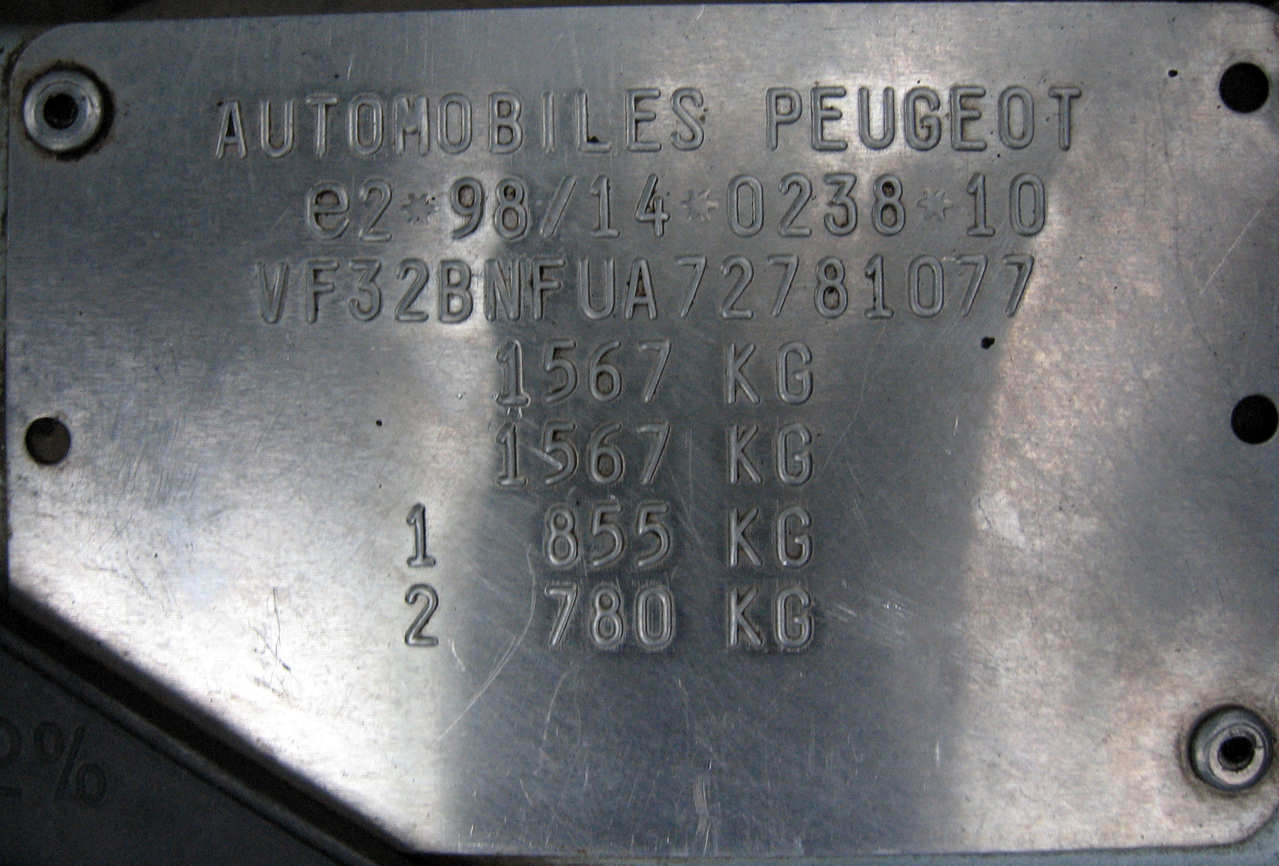 AUTOMOBILES PEUGEOT
e2*98/14*0238*10
VF32BNFUA72781077
1567 KG
1567 KG
1 855 KG
2 780 KG